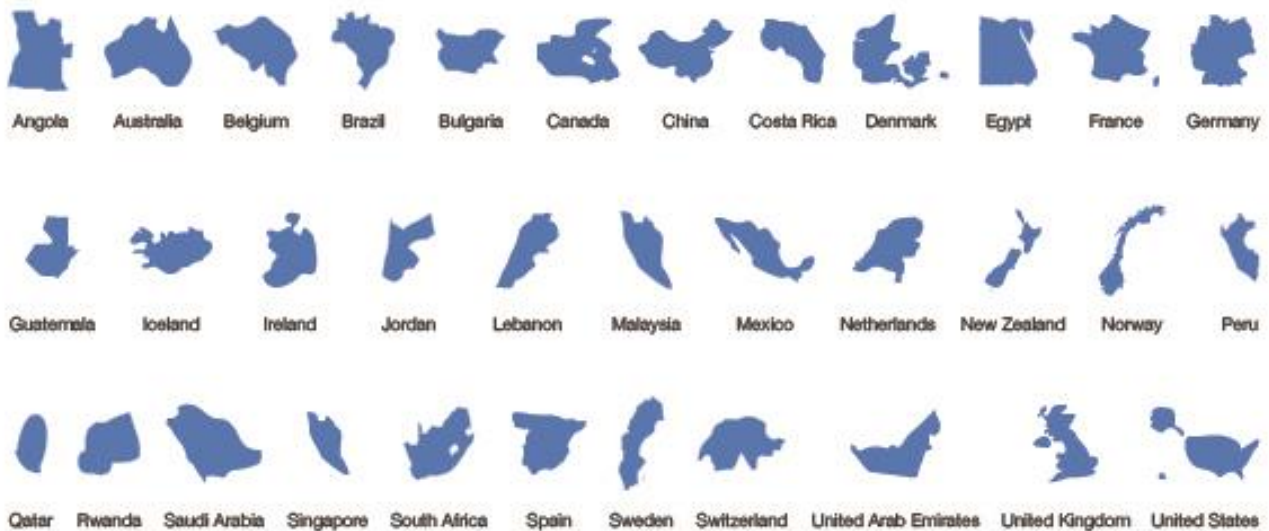 Angola Australia Belgium Brazil Bulgaria Canada China Costa Rica Denmark Egypt France Germany
Guatemala Iceland Ireland Jordan Lebanon Malaysia Mexico Netherlands New Zealand Norway Peru
Qatar Rwanda Saudi Arabia Singapore South Africa Spain Sweden Switzerland United Arab Emirates United Kingdom United States